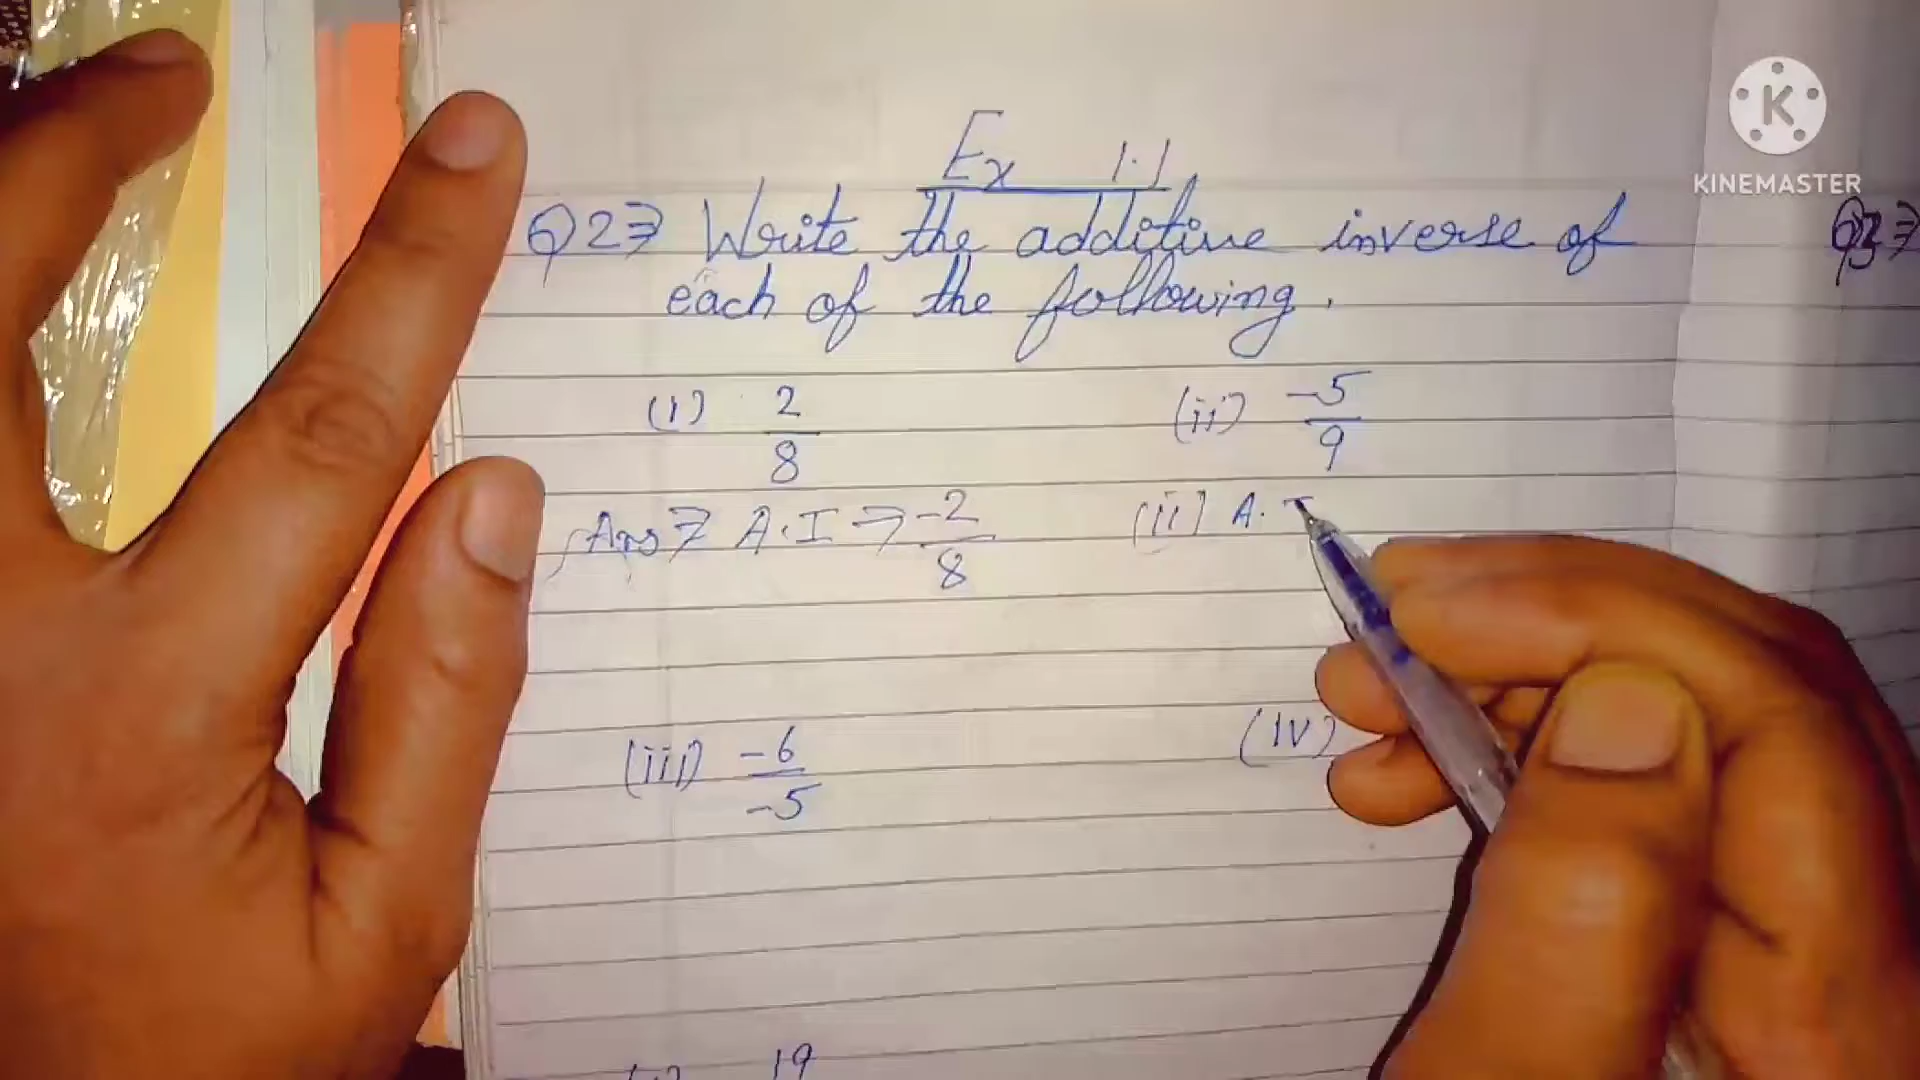 KINEMASTER
Ex 1.1
Q2⇒ Write the additive inverse of
each of the following.
(i) 2/8 (ii) -5/9
Ans⇒ A.I → -2/8 (ii) A. I
(iii) -6/-5 (iv)
19